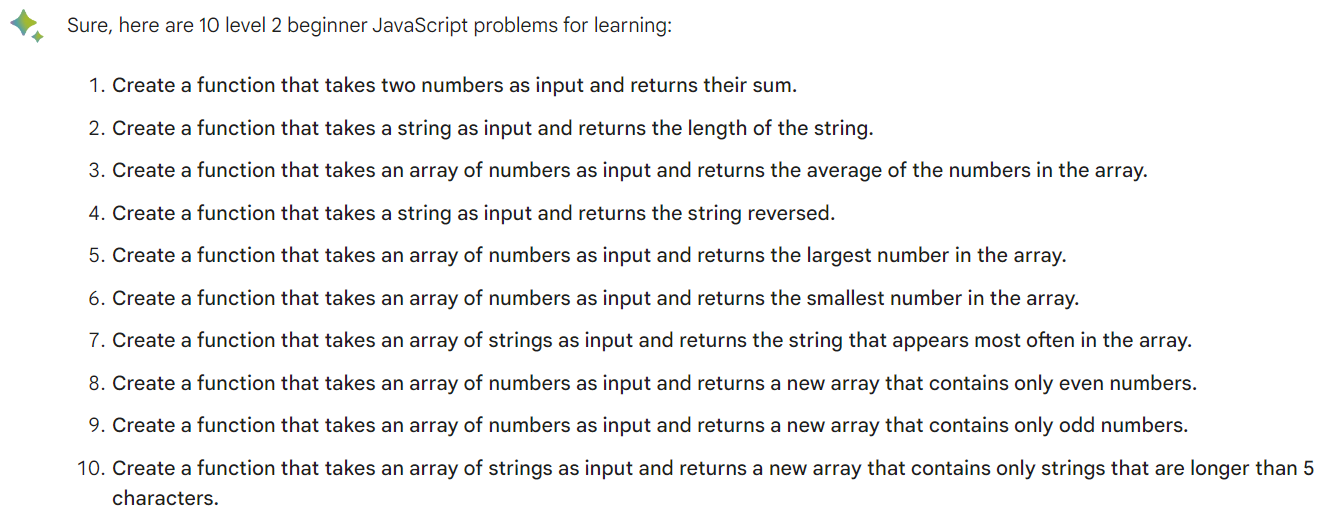 Sure, here are 10 level 2 beginner JavaScript problems for learning:
1. Create a function that takes two numbers as input and returns their sum.
2. Create a function that takes a string as input and returns the length of the string.
3. Create a function that takes an array of numbers as input and returns the average of the numbers in the array.
4. Create a function that takes a string as input and returns the string reversed.
5. Create a function that takes an array of numbers as input and returns the largest number in the array.
6. Create a function that takes an array of numbers as input and returns the smallest number in the array.
7. Create a function that takes an array of strings as input and returns the string that appears most often in the array.
8. Create a function that takes an array of numbers as input and returns a new array that contains only even numbers.
9. Create a function that takes an array of numbers as input and returns a new array that contains only odd numbers.
10. Create a function that takes an array of strings as input and returns a new array that contains only strings that are longer than 5
characters.